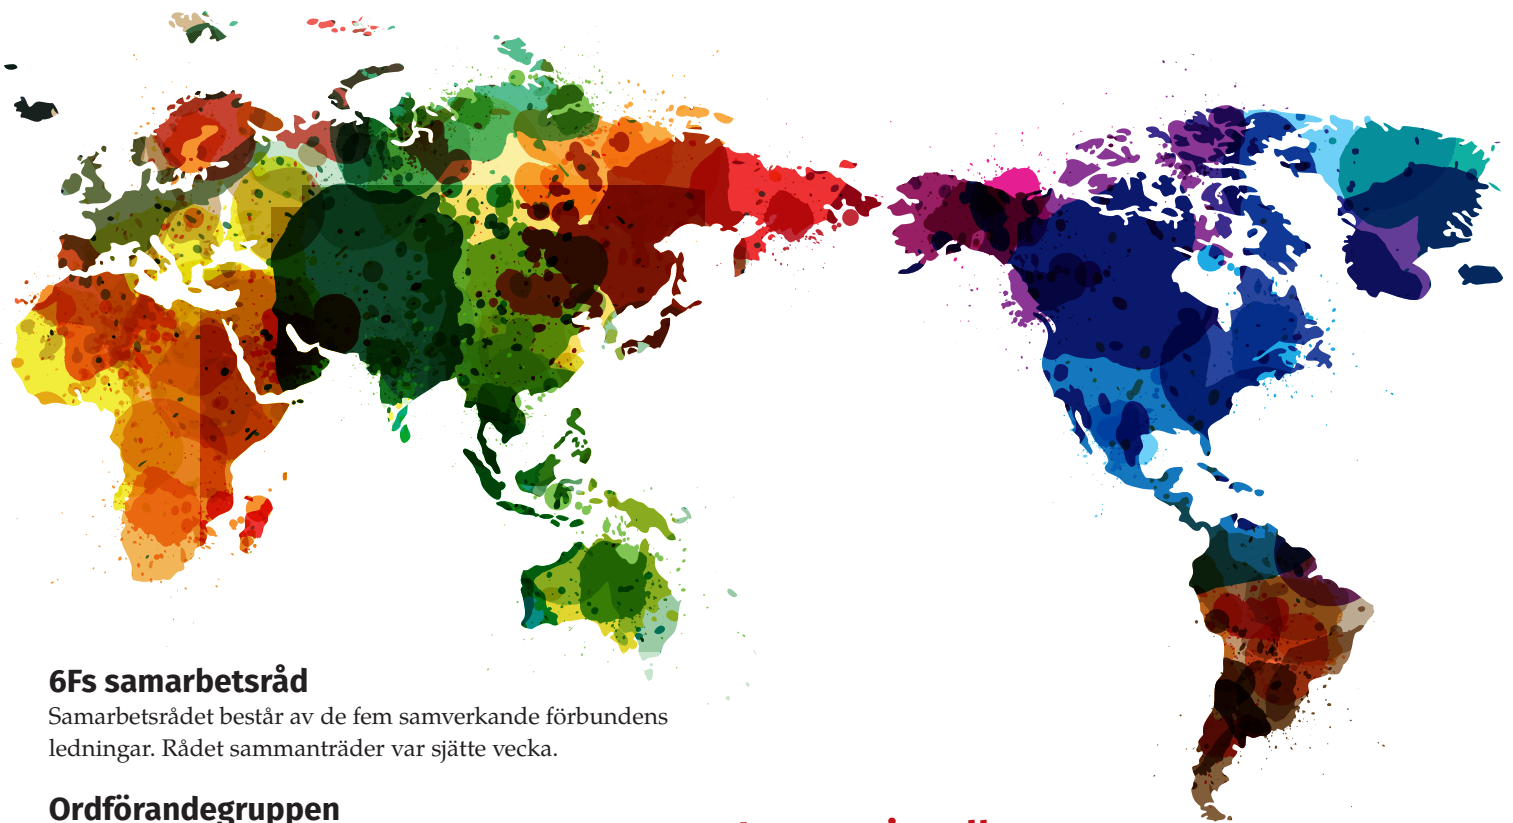 6Fs samarbetsråd
Samarbetsrådet består av de fem samverkande förbundens
ledningar. Rådet sammanträder var sjätte vecka.
Ordförandegruppen